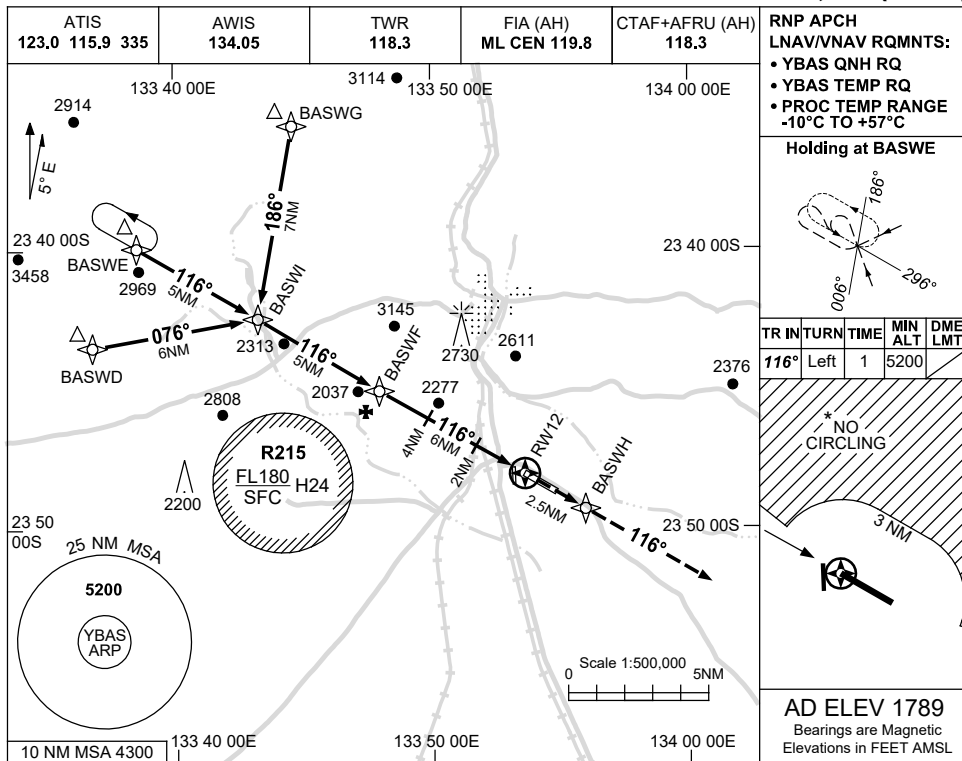 ATIS
123.0 115.9 335
AWIS
134.05
TWR
118.3
FIA (AH)
ML CEN 119.8
CTAF+AFRU (AH)
118.3
RNP APCH
LNAV/VNAV RQMNTS:
• YBAS QNH RQ
• YBAS TEMP RQ
• PROC TEMP RANGE
-10°C TO +57°C
Holding at BASWE
186°
296°
006°
TR IN TURN TIME MIN ALT DME LMT
116° Left 1 5200
*NO
CIRCLING
3 NM
AD ELEV 1789
Bearings are Magnetic
Elevations in FEET AMSL
133 40 00E
133 50 00E
134 00 00E
3114
2914
BASWG
5° E
186°
7NM
23 40 00S
23 40 00S
BASWE
3458
2969
116°
5NM
BASWI
076°
6NM
BASWD
2313
116°
5NM
3145
BASWF
2730
2611
2376
2037
2277
2808
4NM
116°
6NM
2NM
RW12
BASWH
2.5NM
116°
R215
FL180
SFC
H24
2200
23 50
00S
23 50 00S
25 NM MSA
5200
YBAS
ARP
Scale 1:500,000
0
5NM
10 NM MSA 4300
133 40 00E
133 50 00E
134 00 00E